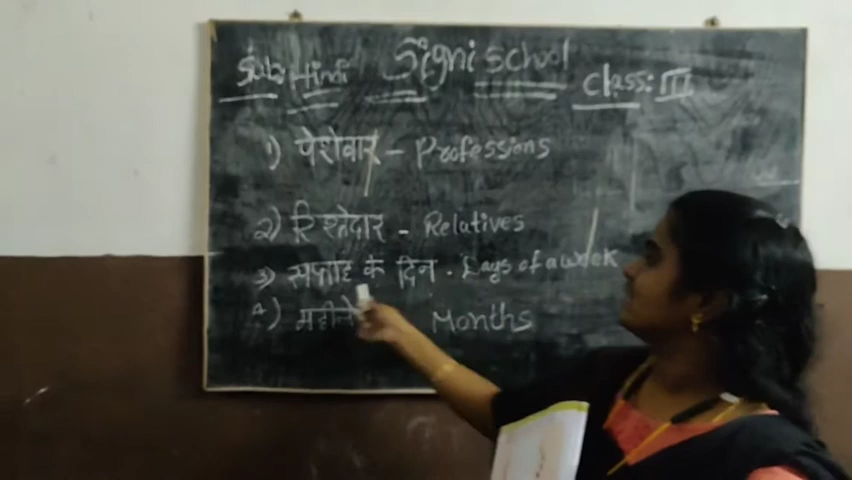 Sub: Hindi Signi school Class: III
1) पेशेवार - Professions
2) रिश्तेदार - Relatives
3) सप्ताह के दिन - Days of a week
4) महीने Months